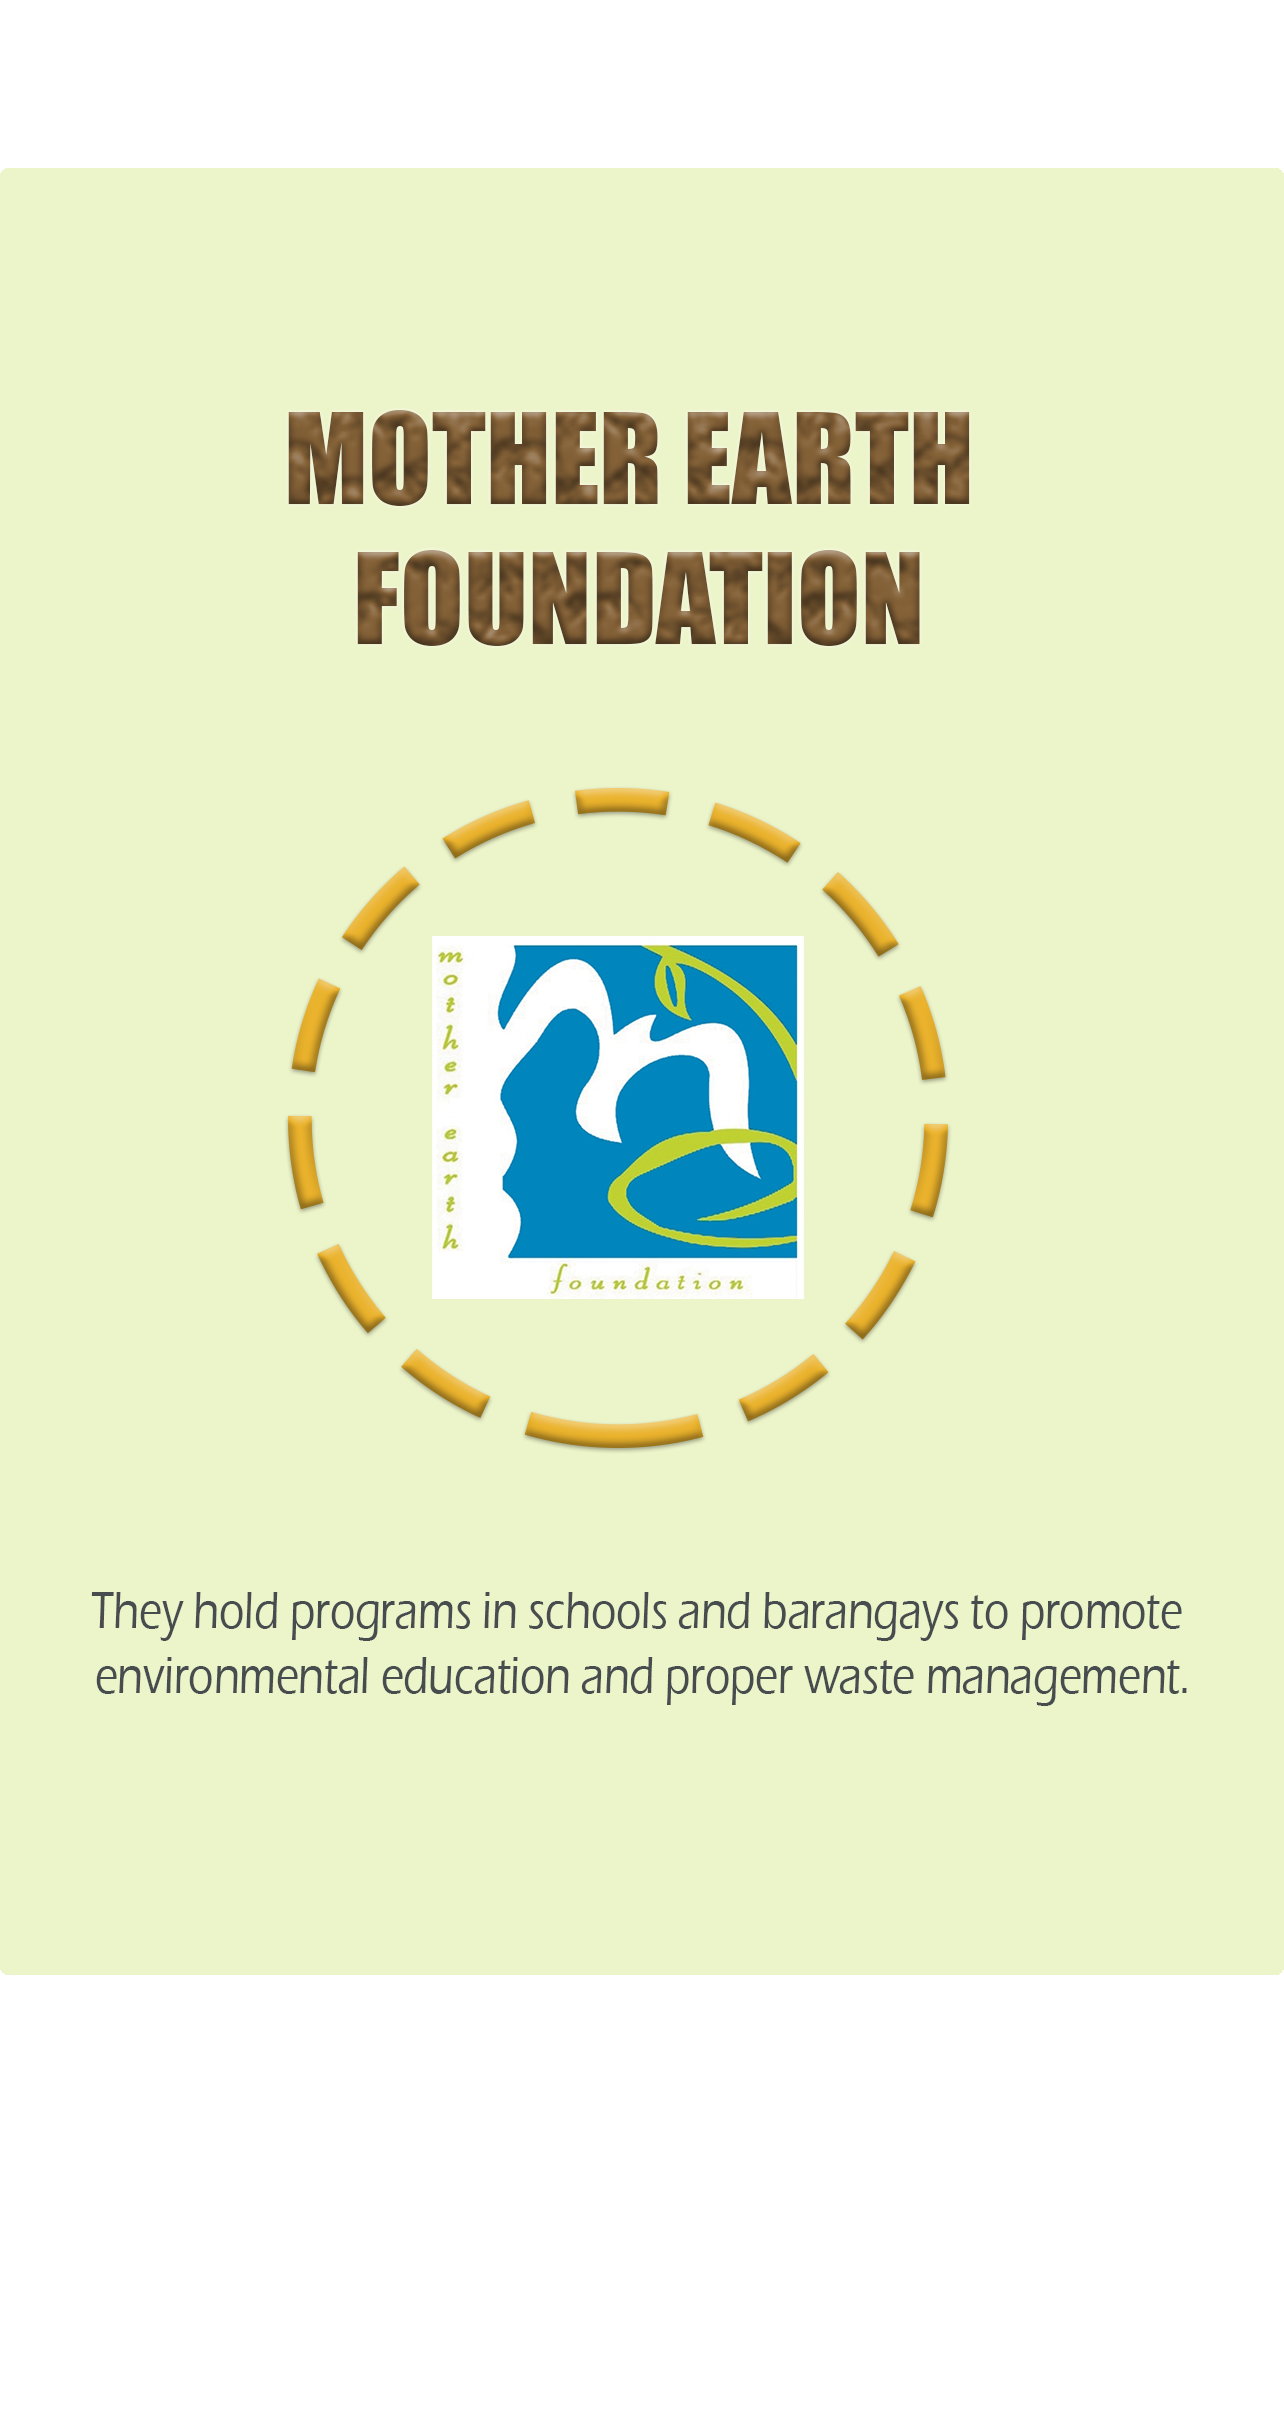 MOTHER EARTH
FOUNDATION
mother earth
foundation
They hold programs in schools and barangays to promote
environmental education and proper waste management.